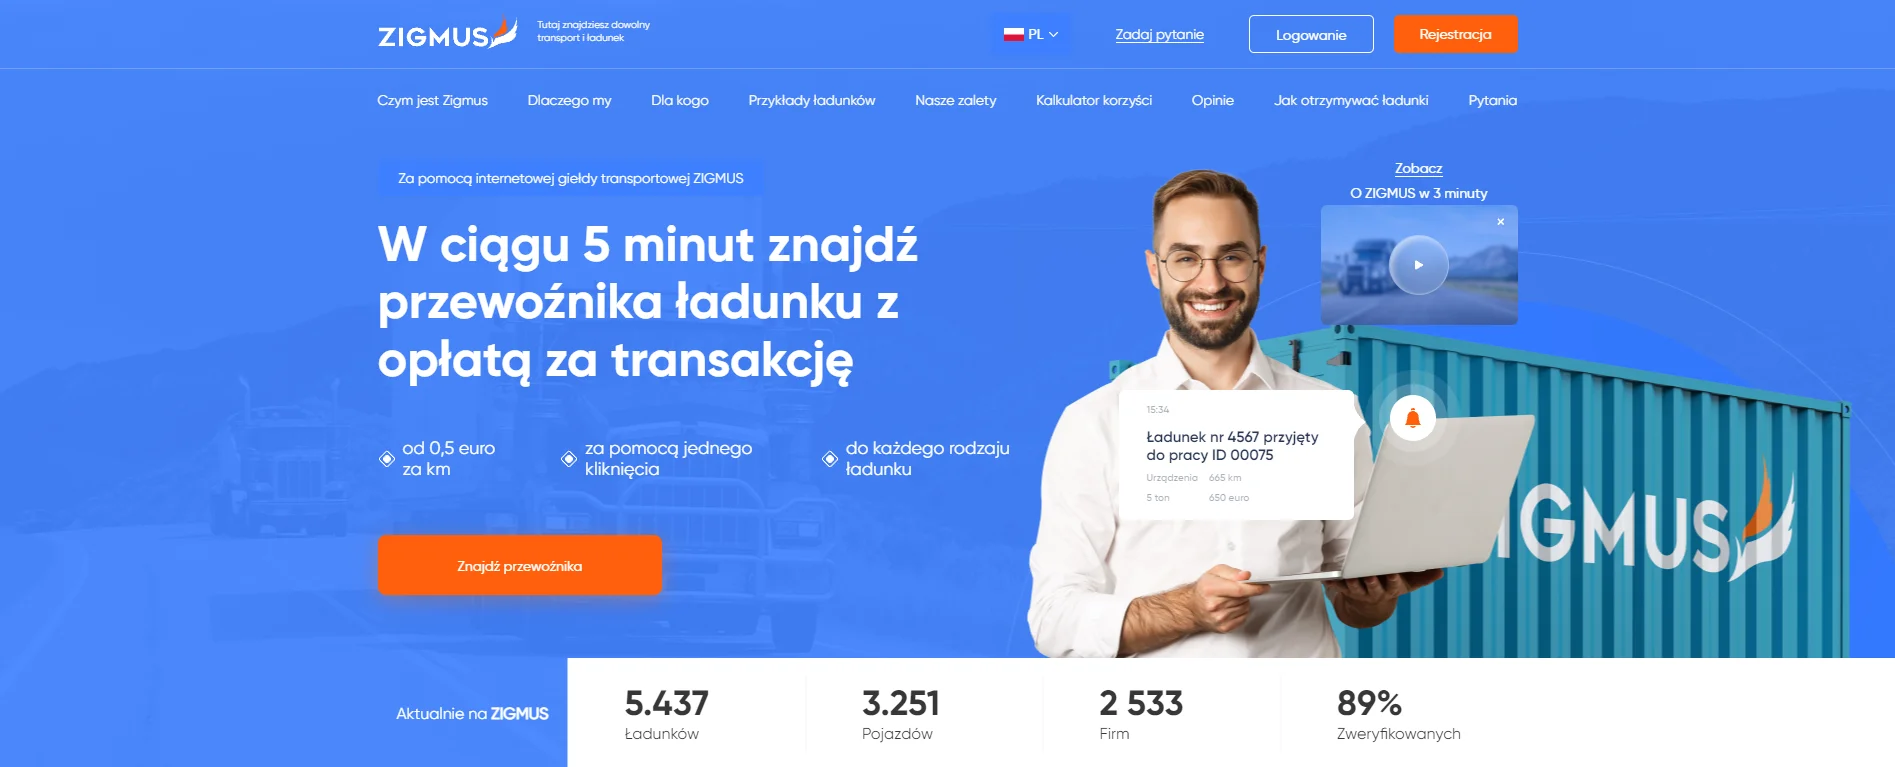 ZIGMUS
Tutaj znajdziesz dowolny
transport i ładunek
PL
Zadaj pytanie
Logowanie
Rejestracja
Czym jest Zigmus
Dlaczego my
Dla kogo
Przykłady ładunków
Nasze zalety
Kalkulator korzyści
Opinie
Jak otrzymywać ładunki
Pytania
Za pomocą internetowej giełdy transportowej ZIGMUS
W ciągu 5 minut znajdź
przewoźnika ładunku z
opłatą za transakcję
od 0,5 euro
za km
za pomocą jednego
kliknięcia
do każdego rodzaju
ładunku
Znajdź przewoźnika
Zobacz
O ZIGMUS w 3 minuty
15:34
Ładunek nr 4567 przyjęty
do pracy ID 00075
Urządzenia 665 km
5 ton 650 euro
IGMUS
Aktualnie na ZIGMUS
5.437
Ładunków
3.251
Pojazdów
2 533
Firm
89%
Zweryfikowanych